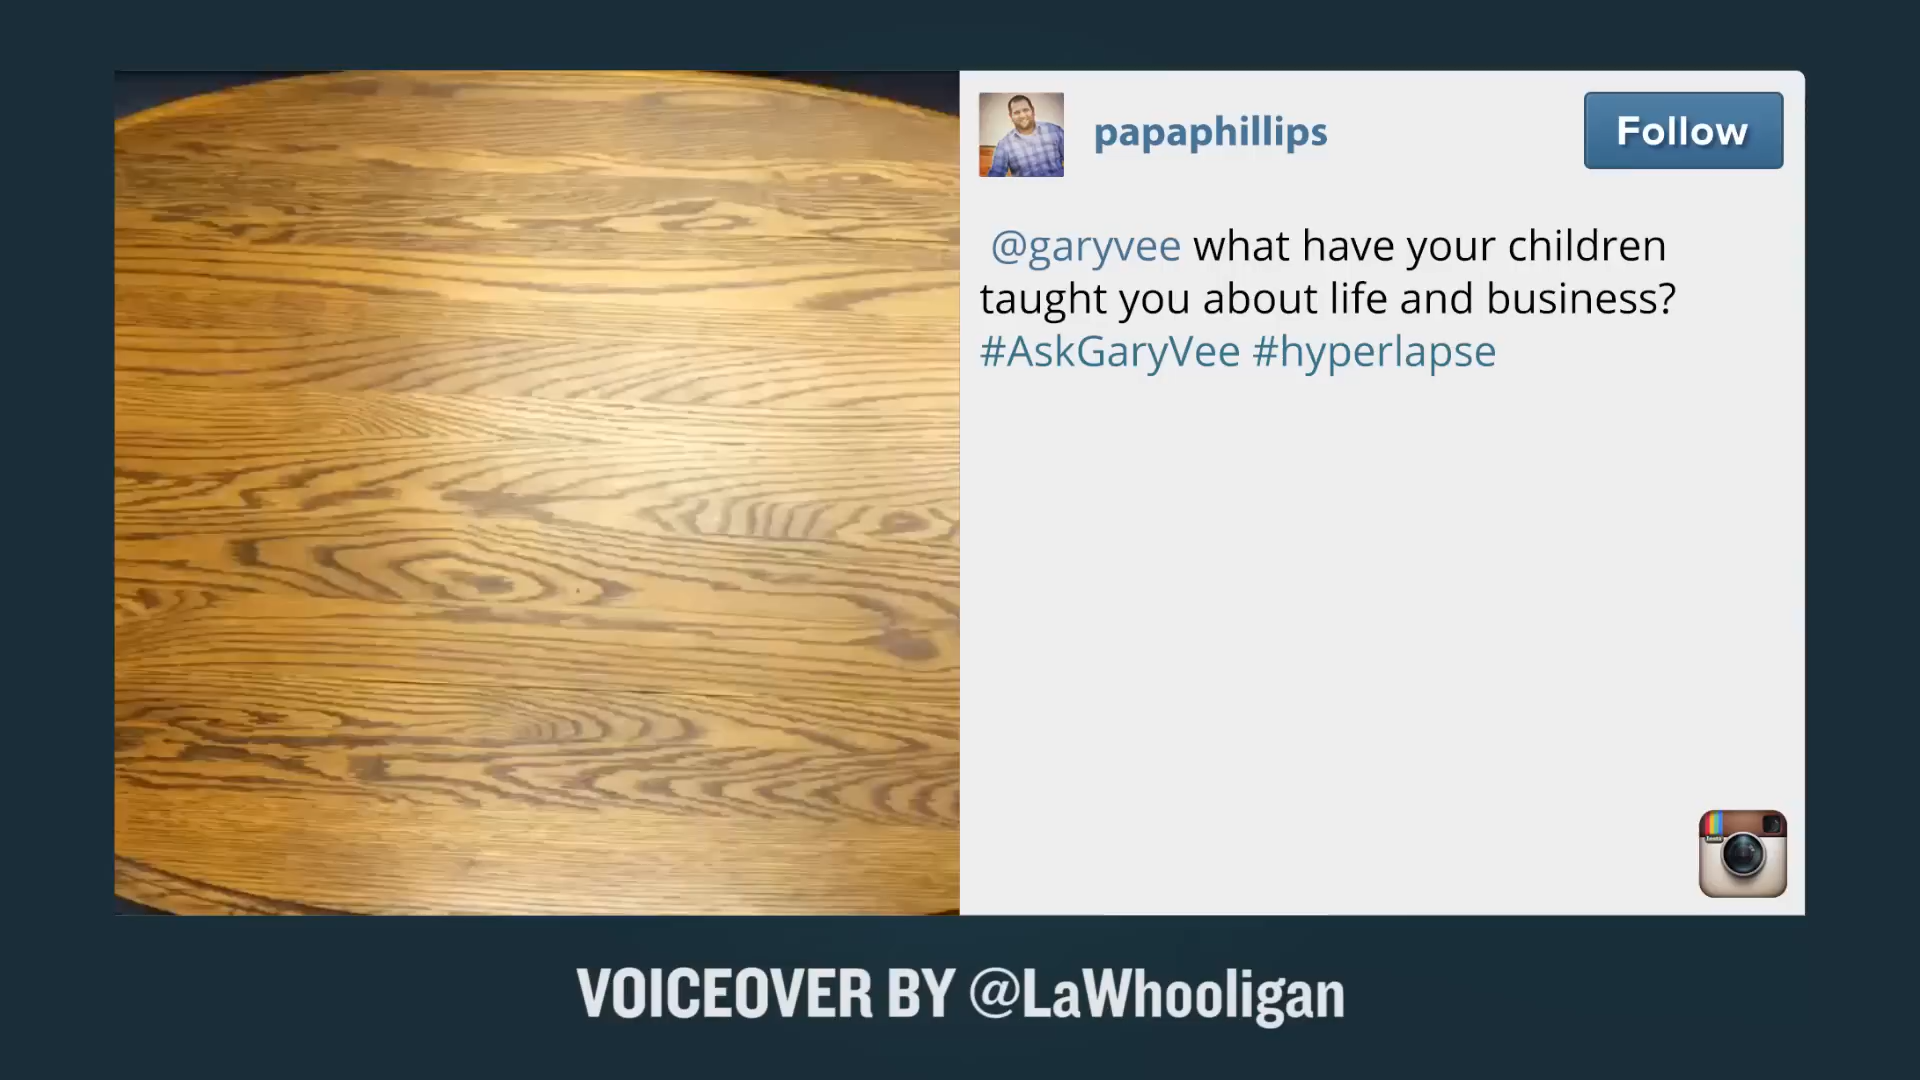 papaphillips
Follow
@garyvee what have your children
taught you about life and business?
#AskGaryVee #hyperlapse
VOICEOVER BY @LaWhooligan